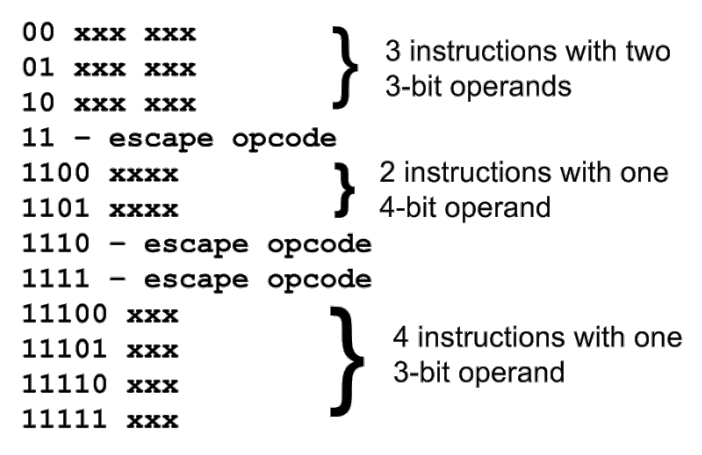 00 xxx xxx
01 xxx xxx
10 xxx xxx
3 instructions with two
3-bit operands
11 – escape opcode
1100 xxxx
1101 xxxx
2 instructions with one
4-bit operand
1110 – escape opcode
1111 – escape opcode
11100 xxx
11101 xxx
11110 xxx
11111 xxx
4 instructions with one
3-bit operand